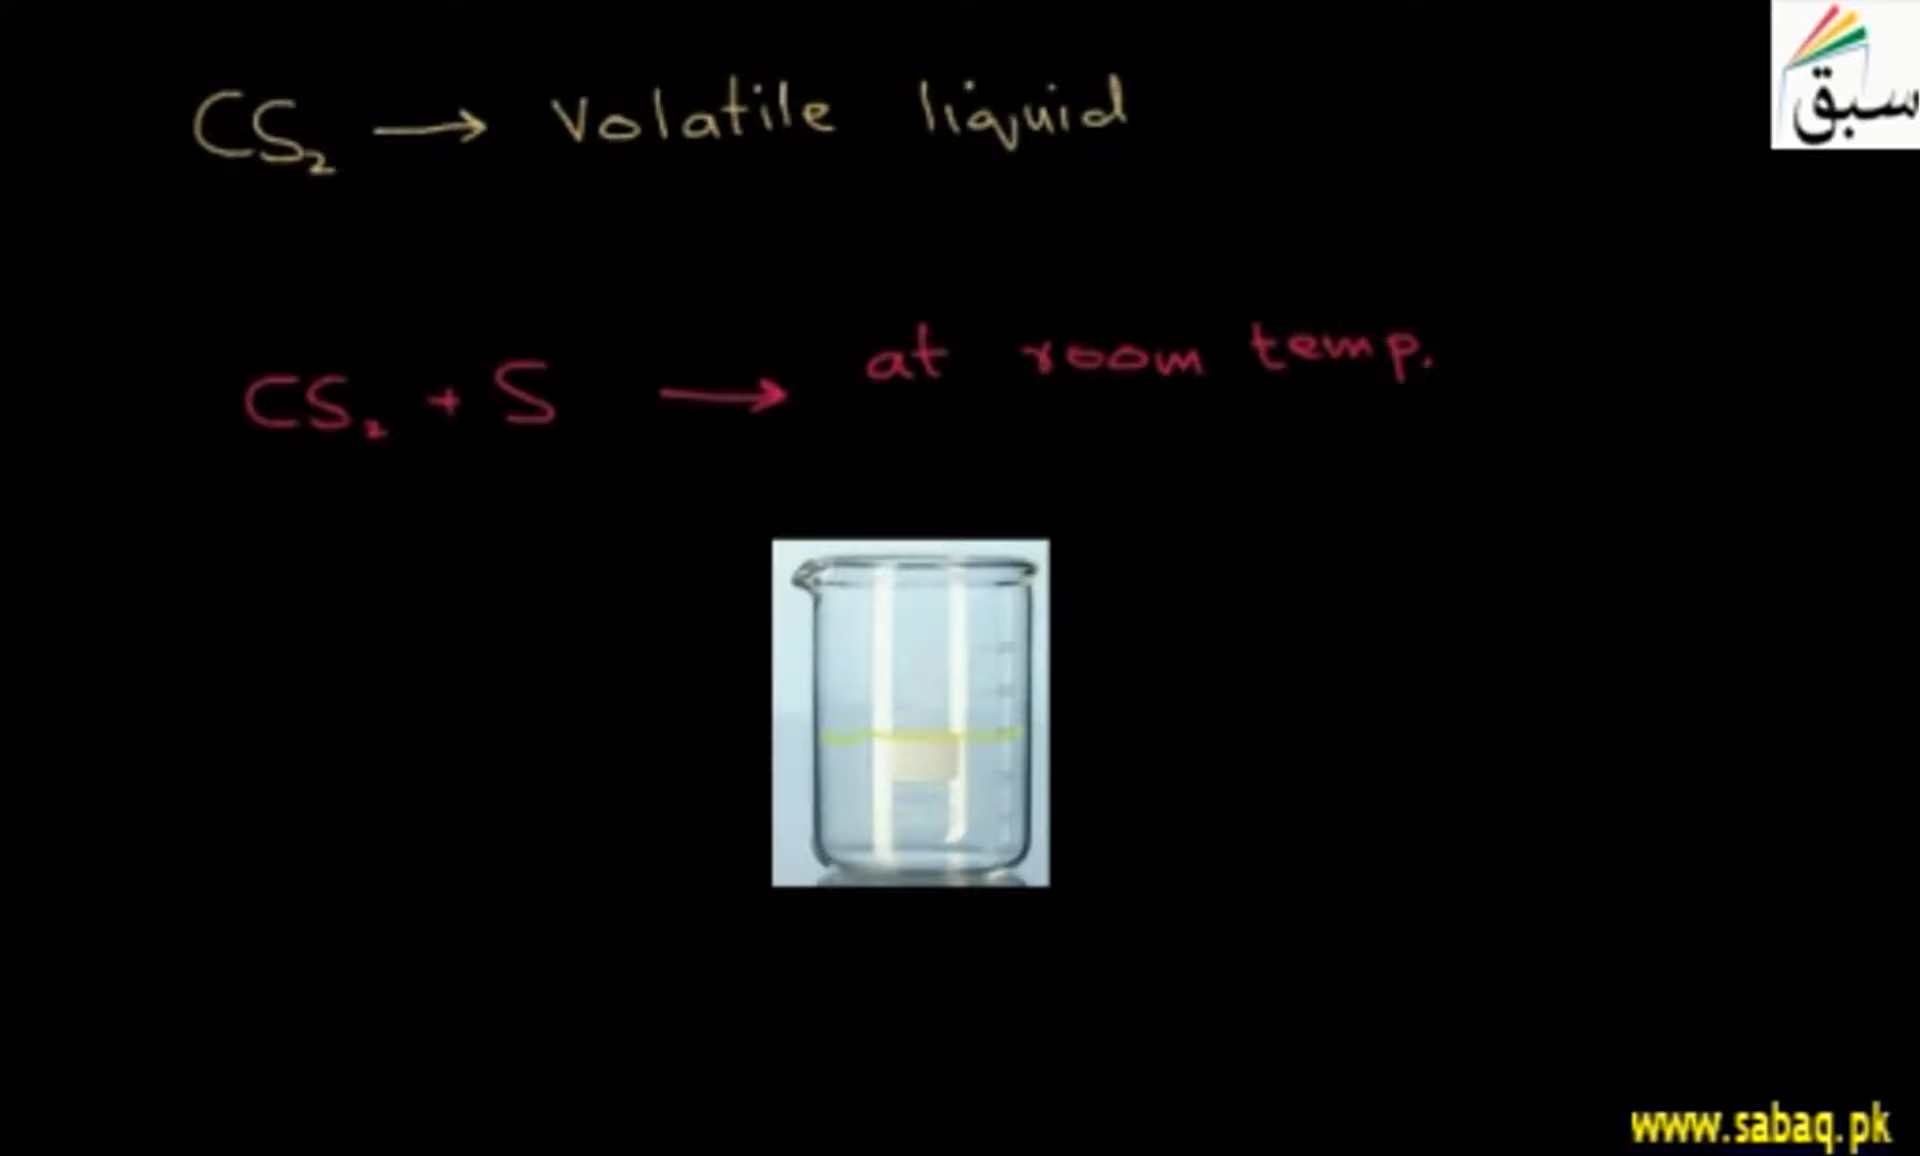 CS₂ → Volatile liquid
سبق
CS₂ + S → at room temp.
www.sabaq.pk